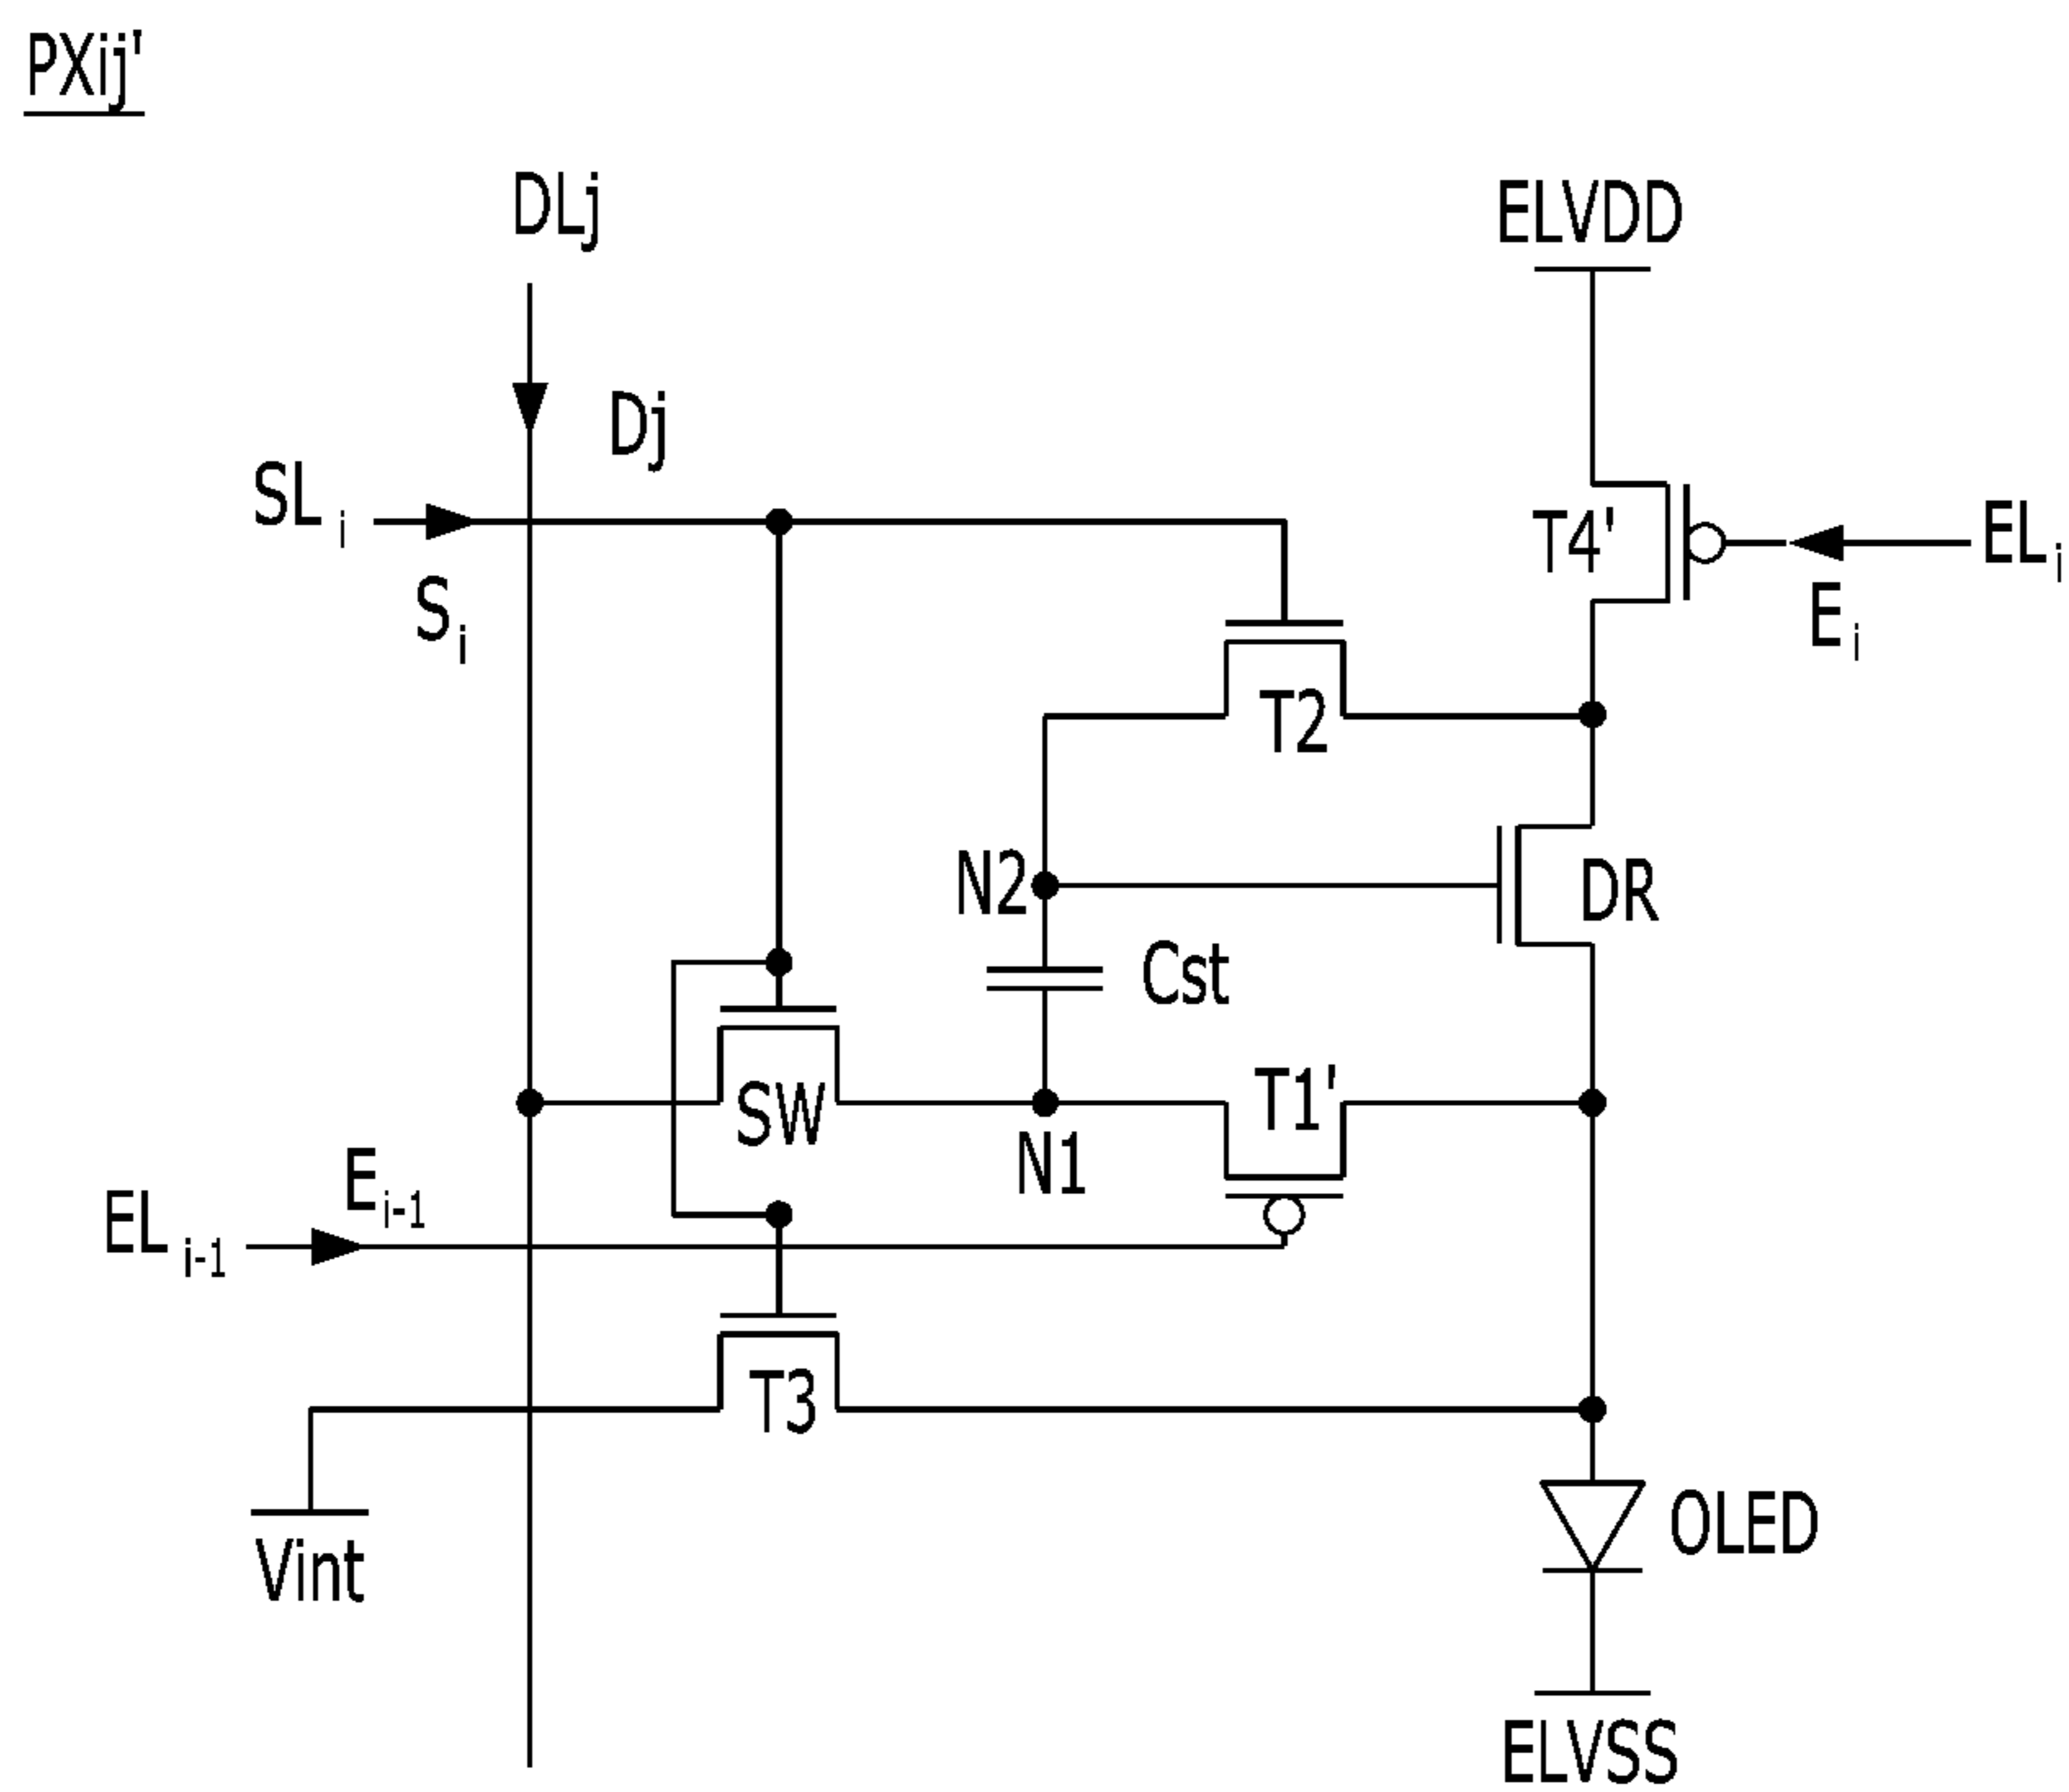 PXij'
DLj
ELVDD
Dj
SL i
S i
T4'
EL i
E i
T2
N2
DR
Cst
SW
T1'
N1
E i-1
EL i-1
T3
Vint
OLED
ELVSS